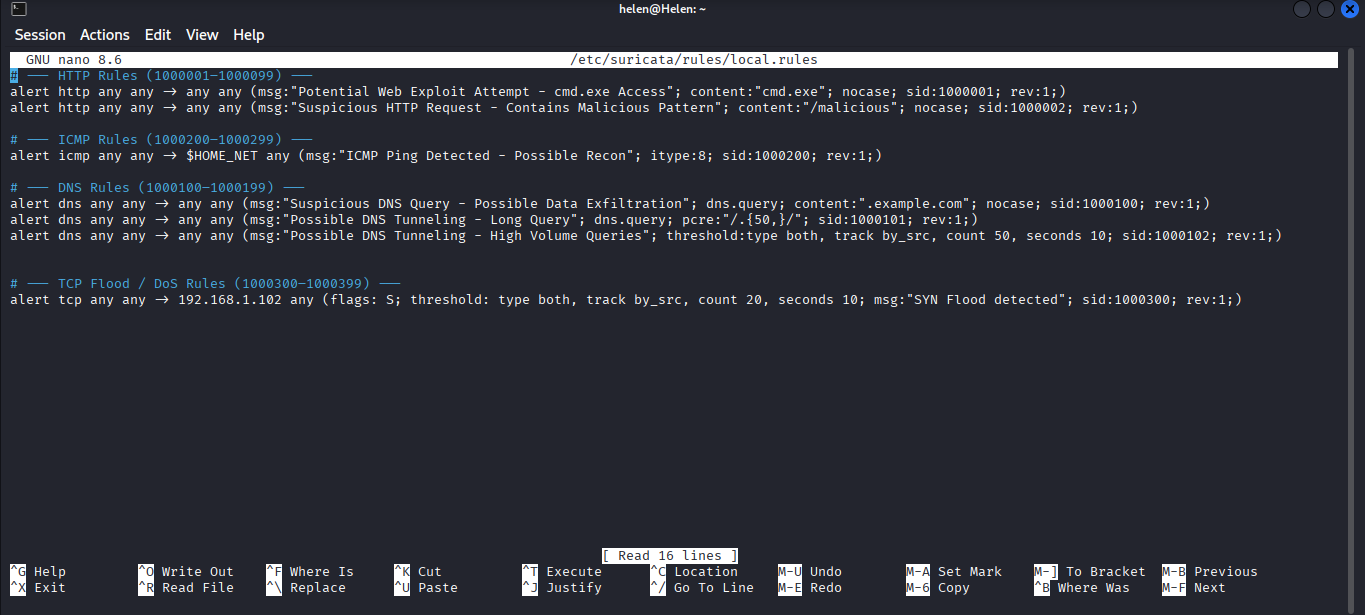 helen@Helen: ~
Session Actions Edit View Help
GNU nano 8.6 /etc/suricata/rules/local.rules
# ─── HTTP Rules (1000001-1000099) ───
alert http any any -> any any (msg:"Potential Web Exploit Attempt - cmd.exe Access"; content:"cmd.exe"; nocase; sid:1000001; rev:1;)
alert http any any -> any any (msg:"Suspicious HTTP Request - Contains Malicious Pattern"; content:"/malicious"; nocase; sid:1000002; rev:1;)
# ─── ICMP Rules (1000200-1000299) ───
alert icmp any any -> $HOME_NET any (msg:"ICMP Ping Detected - Possible Recon"; itype:8; sid:1000200; rev:1;)
# ─── DNS Rules (1000100-1000199) ───
alert dns any any -> any any (msg:"Suspicious DNS Query - Possible Data Exfiltration"; dns.query; content:".example.com"; nocase; sid:1000100; rev:1;)
alert dns any any -> any any (msg:"Possible DNS Tunneling - Long Query"; dns.query; pcre:"/.{50,}/"; sid:1000101; rev:1;)
alert dns any any -> any any (msg:"Possible DNS Tunneling - High Volume Queries"; threshold:type both, track by_src, count 50, seconds 10; sid:1000102; rev:1;)
# ─── TCP Flood / DoS Rules (1000300-1000399) ───
alert tcp any any -> 192.168.1.102 any (flags: S; threshold: type both, track by_src, count 20, seconds 10; msg:"SYN Flood detected"; sid:1000300; rev:1;)
[ Read 16 lines ]
^G Help ^O Write Out ^F Where Is ^K Cut ^T Execute ^C Location M-U Undo M-A Set Mark M-] To Bracket M-B Previous
^X Exit ^R Read File ^\ Replace ^U Paste ^J Justify ^/ Go To Line M-E Redo M-6 Copy ^B Where Was M-F Next